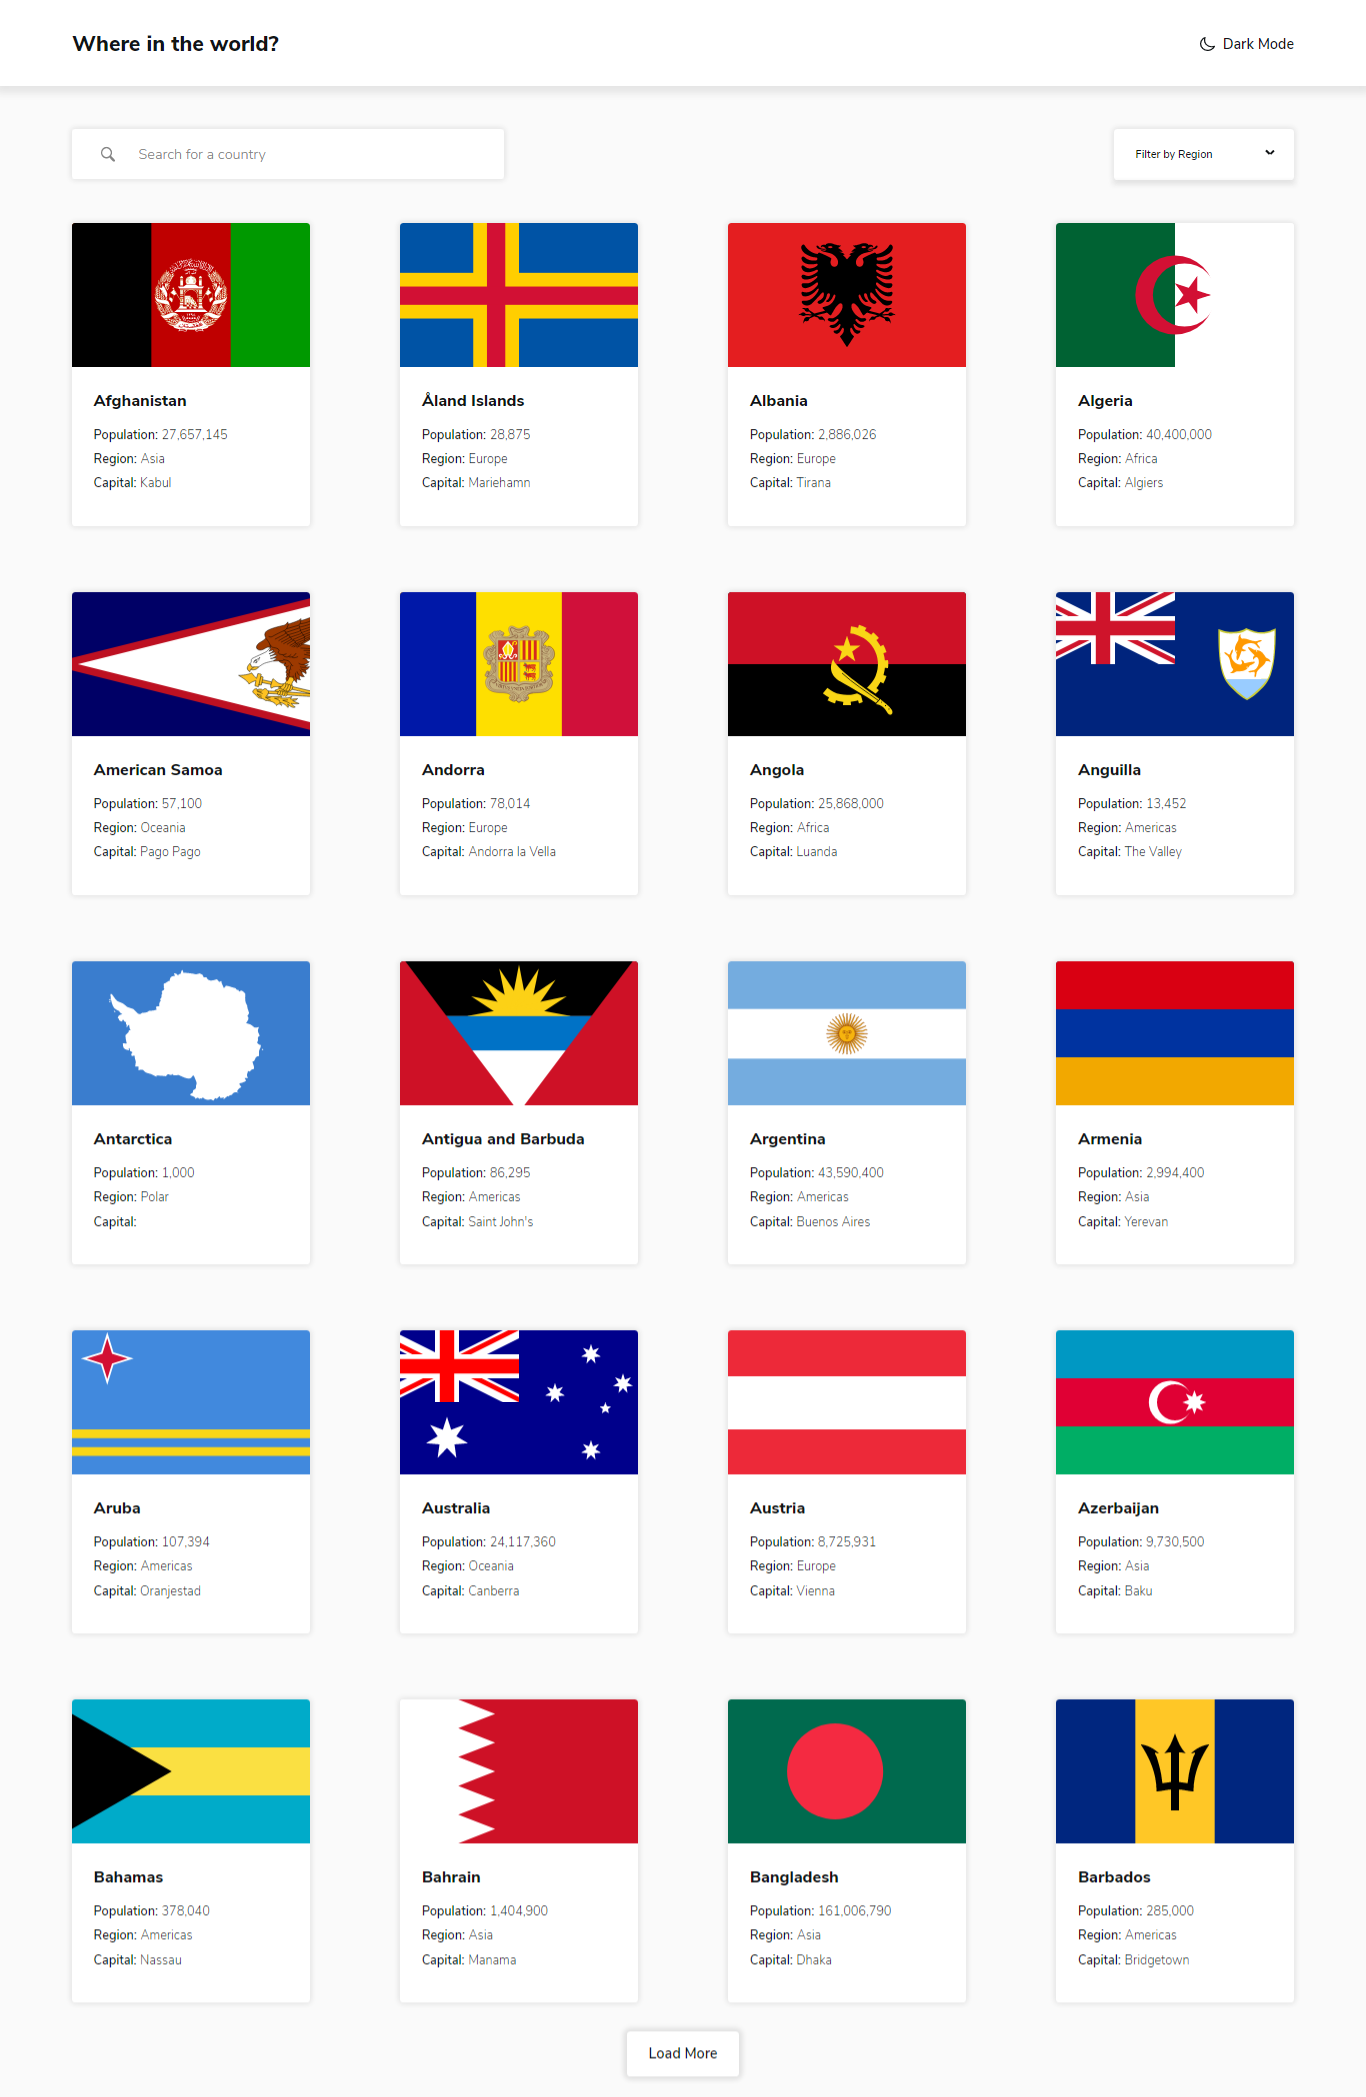 Where in the world?
Dark Mode
Search for a country
Filter by Region
Afghanistan
Population: 27,657,145
Region: Asia
Capital: Kabul
Åland Islands
Population: 28,875
Region: Europe
Capital: Mariehamn
Albania
Population: 2,886,026
Region: Europe
Capital: Tirana
Algeria
Population: 40,400,000
Region: Africa
Capital: Algiers
American Samoa
Population: 57,100
Region: Oceania
Capital: Pago Pago
Andorra
Population: 78,014
Region: Europe
Capital: Andorra la Vella
Angola
Population: 25,868,000
Region: Africa
Capital: Luanda
Anguilla
Population: 13,452
Region: Americas
Capital: The Valley
Antarctica
Population: 1,000
Region: Polar
Capital:
Antigua and Barbuda
Population: 86,295
Region: Americas
Capital: Saint John's
Argentina
Population: 43,590,400
Region: Americas
Capital: Buenos Aires
Armenia
Population: 2,994,400
Region: Asia
Capital: Yerevan
Aruba
Population: 107,394
Region: Americas
Capital: Oranjestad
Australia
Population: 24,117,360
Region: Oceania
Capital: Canberra
Austria
Population: 8,725,931
Region: Europe
Capital: Vienna
Azerbaijan
Population: 9,730,500
Region: Asia
Capital: Baku
Bahamas
Population: 378,040
Region: Americas
Capital: Nassau
Bahrain
Population: 1,404,900
Region: Asia
Capital: Manama
Bangladesh
Population: 161,006,790
Region: Asia
Capital: Dhaka
Barbados
Population: 285,000
Region: Americas
Capital: Bridgetown
Load More